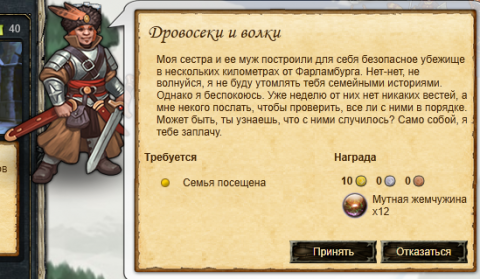 40
Дровосеки и волки
Моя сестра и ее муж построили для себя безопасное убежище
в нескольких километрах от Фарламбурга. Нет-нет, не
волнуйся, я не буду утомлять тебя семейными историями.
Однако я беспокоюсь. Уже неделю от них нет никаких вестей, а
мне некого послать, чтобы проверить, все ли с ними в порядке.
Может быть, ты узнаешь, что с ними случилось? Само собой, я
тебе заплачу.
Требуется
Награда
Семья посещена
10 0 0
Мутная жемчужина
x12
ов
Принять Отказаться